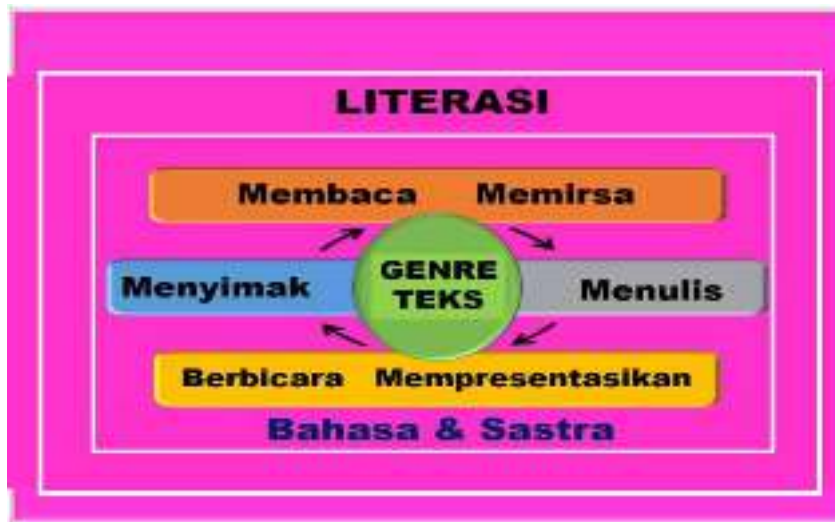 LITERASI
Membaca Memirsa
Menyimak
GENRE
TEKS
Menulis
Berbicara Mempresentasikan
Bahasa & Sastra